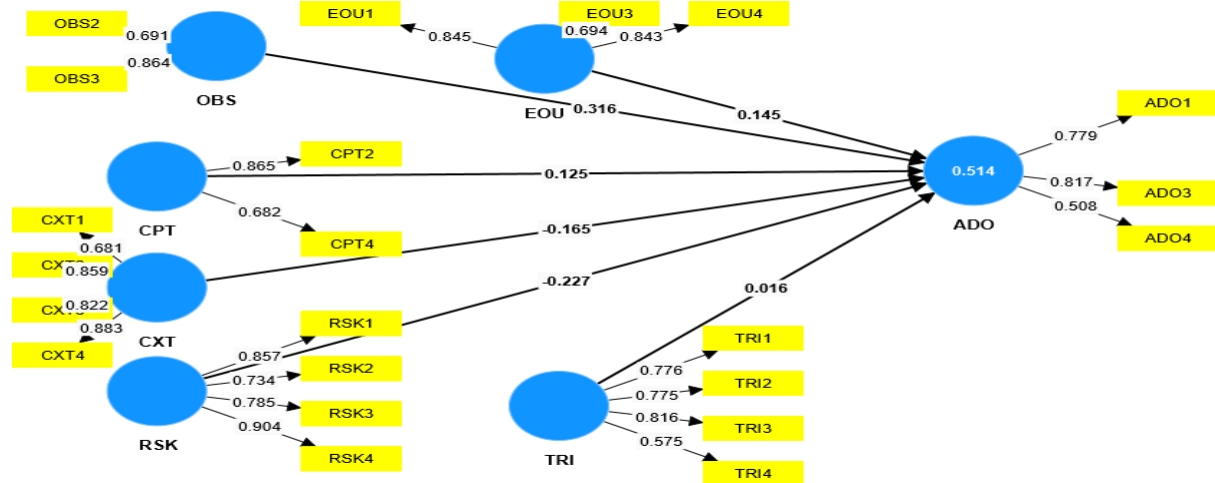 OBS2
0.691
0.864
OBS3
OBS
EOU1
0.845
EOU3
0.694
0.843
EOU4
EOU
0.316
0.145
ADO1
0.779
0.514
0.817
ADO3
0.508
ADO4
ADO
CPT2
0.865
0.125
0.682
CPT4
CPT
CXT1
0.681
0.859
0.822
0.883
CXT4
CXT
-0.165
-0.227
0.016
RSK1
0.857
RSK2
0.734
0.785
RSK3
0.904
RSK4
RSK
TRI1
0.776
0.775
TRI2
0.816
TRI3
0.575
TRI4
TRI